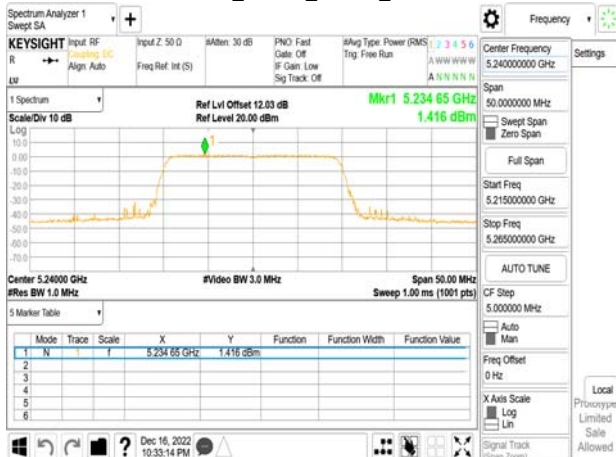 Spectrum Analyzer 1
Swept SA
+
Frequency
KEYSIGHT
R
LXI
Input: RF
Coupling: DC
Align: Auto
Input Z: 50 Ω
Freq Ref: Int (S)
#Atten: 30 dB
PNO: Fast
Gate: Off
IF Gain: Low
Sig Track: Off
#Avg Type: Power (RMS
Trig: Free Run
1 2 3 4 5 6
A W W W W W
A N N N N N
Center Frequency
5.240000000 GHz
Settings
Span
50.0000000 MHz
Swept Span
Zero Span
Full Span
Start Freq
5.215000000 GHz
Stop Freq
5.265000000 GHz
AUTO TUNE
CF Step
5.000000 MHz
Auto
Man
Freq Offset
0 Hz
X Axis Scale
Log
Lin
Signal Track
(Span Zoom)
Local
Prototype
Limited
Sale
Allowed
1 Spectrum
Scale/Div 10 dB
Ref Lvl Offset 12.03 dB
Ref Level 20.00 dBm
Mkr1 5.234 65 GHz
1.416 dBm
Log
10.0
0.00
-10.0
-20.0
-30.0
-40.0
-50.0
-60.0
-70.0
1
Center 5.24000 GHz
#Res BW 1.0 MHz
#Video BW 3.0 MHz
Span 50.00 MHz
Sweep 1.00 ms (1001 pts)
5 Marker Table
Mode Trace Scale X Y Function Function Width Function Value
1 N 1 f 5.234 65 GHz 1.416 dBm
2
3
4
5
6
?
Dec 16, 2022
10:33:14 PM